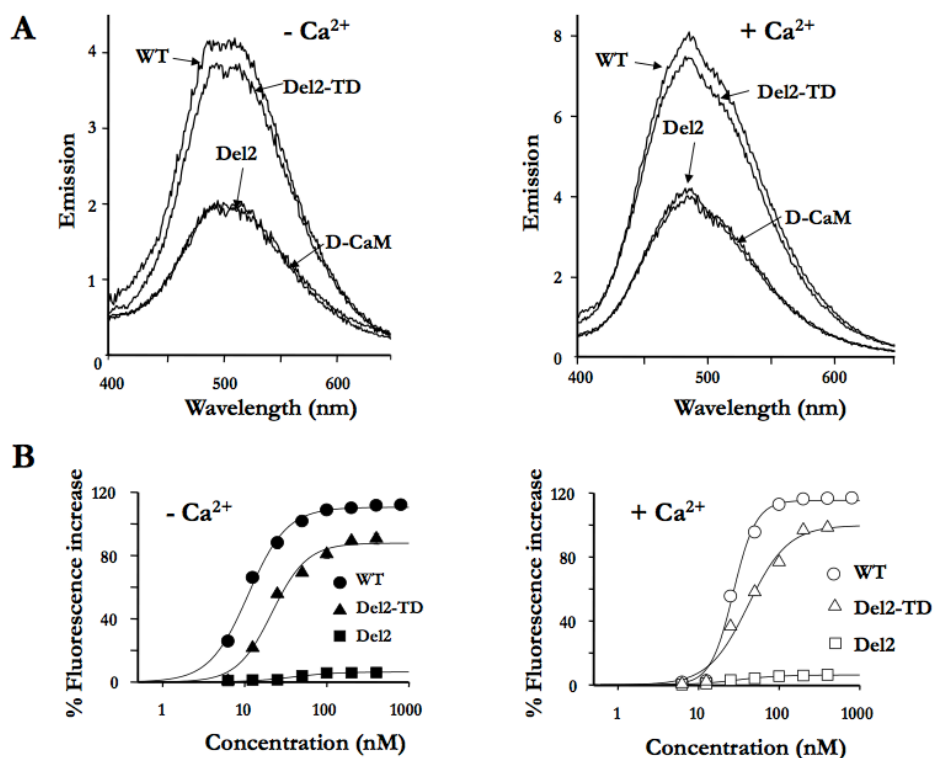 A
- Ca2+
+ Ca2+
4
3
2
1
0
WT
Del2-TD
Del2
D-CaM
Emission
400
500
600
Wavelength (nm)
8
6
4
2
0
WT
Del2-TD
Del2
D-CaM
Emission
400
500
600
Wavelength (nm)
B
- Ca2+
120
80
40
0
WT
Del2-TD
Del2
% Fluorescence increase
1
10
100
1000
Concentration (nM)
+ Ca2+
120
80
40
0
WT
Del2-TD
Del2
% Fluorescence increase
1
10
100
1000
Concentration (nM)